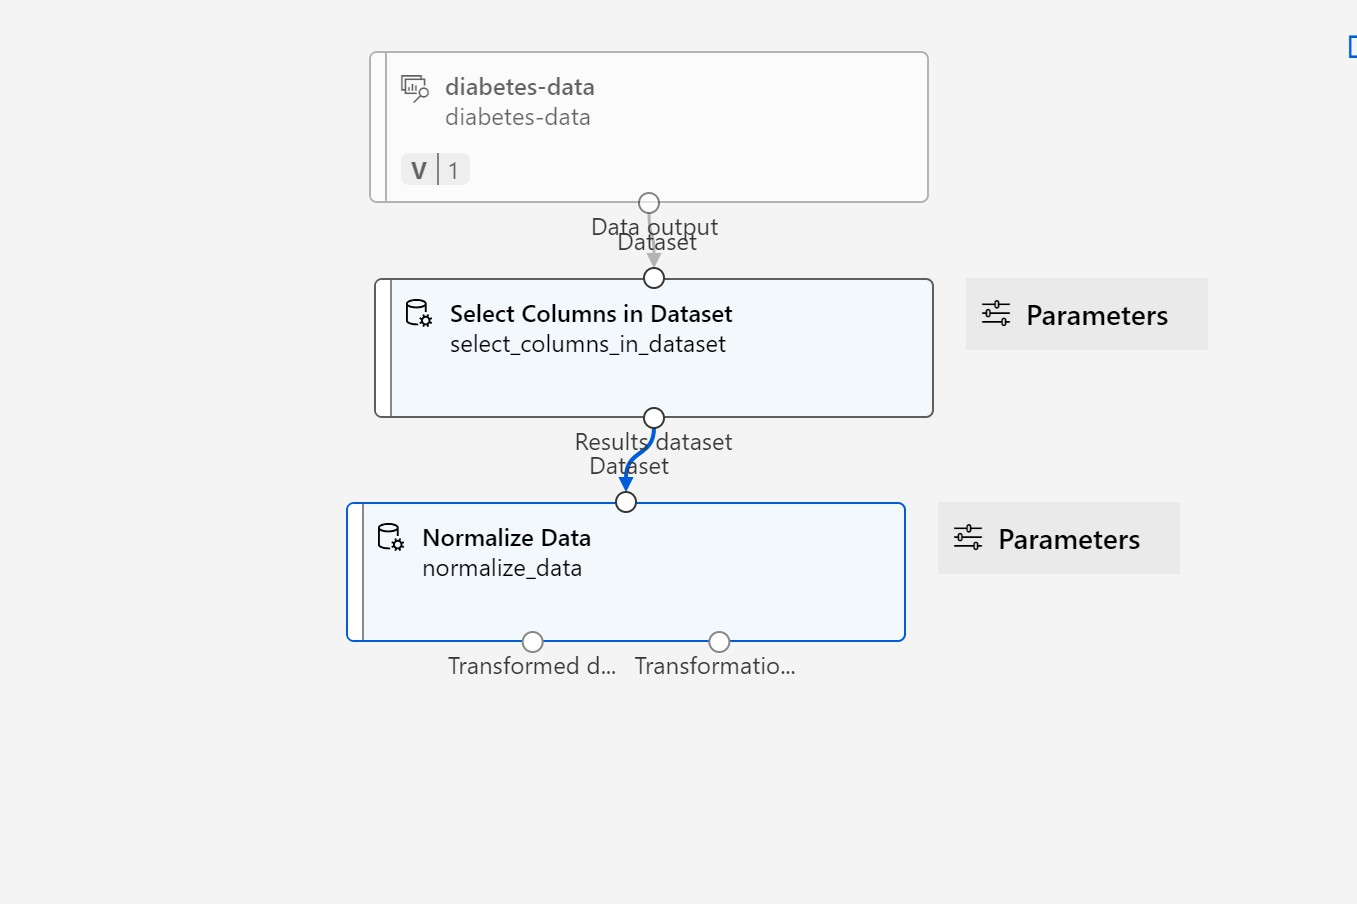 diabetes-data
diabetes-data
V 1
Data output
Dataset
Select Columns in Dataset
select_columns_in_dataset
Parameters
Results dataset
Dataset
Normalize Data
normalize_data
Parameters
Transformed d... Transformatio...